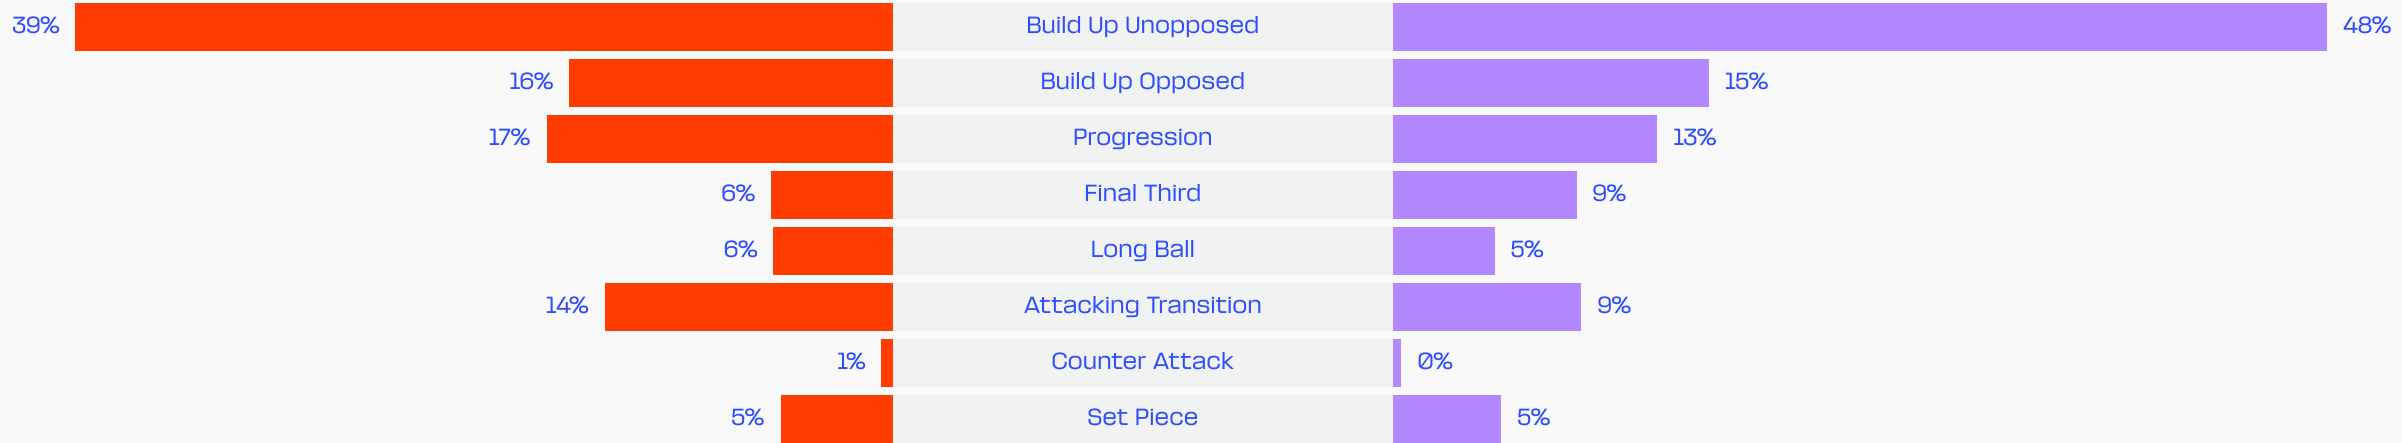 39% Build Up Unopposed 48%
16% Build Up Opposed 15%
17% Progression 13%
6% Final Third 9%
6% Long Ball 5%
14% Attacking Transition 9%
1% Counter Attack 0%
5% Set Piece 5%